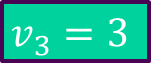 v₃ = 3